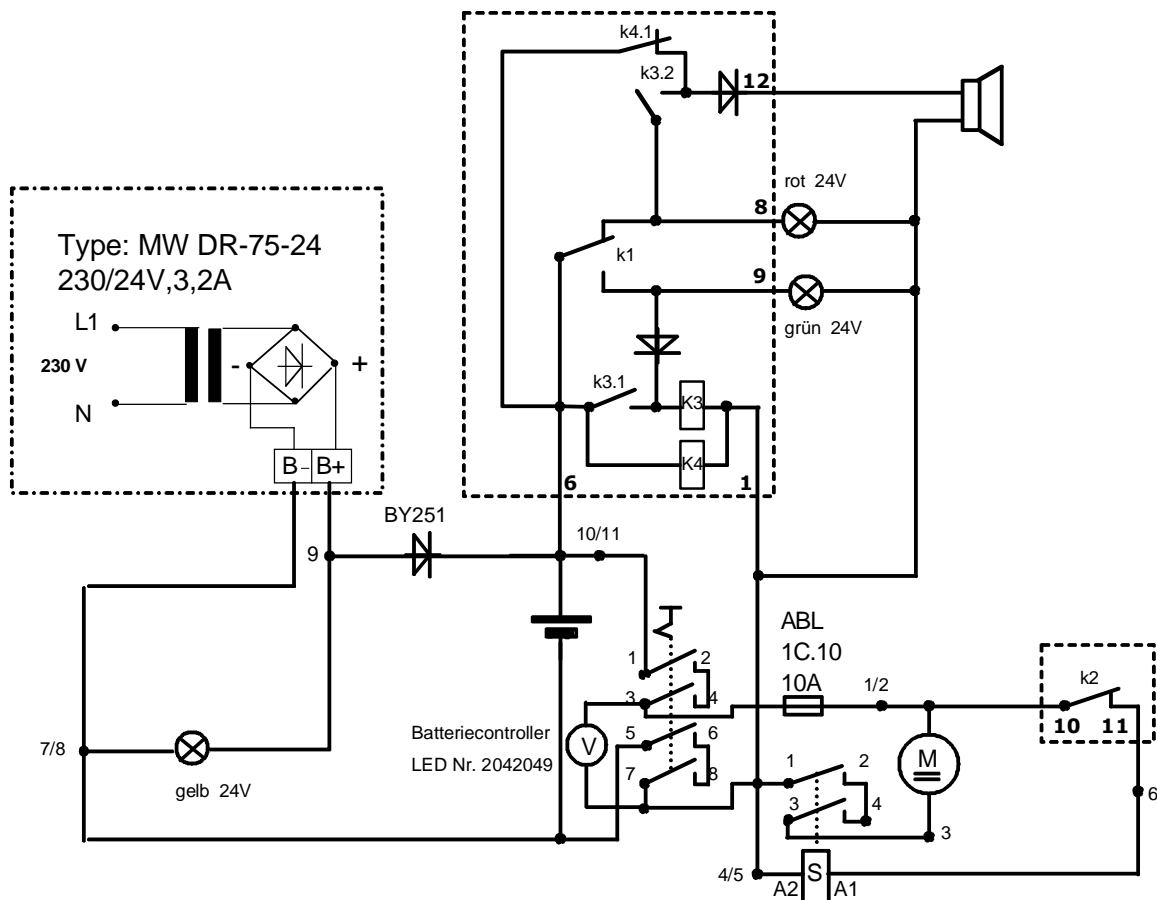 k4.1
k3.2
12
rot 24V
8
k1
9
grün 24V
Type: MW DR-75-24
230/24V,3,2A
L1
230 V
N
-
+
B-
B+
k3.1
K3
K4
6
1
BY251
9
10/11
ABL
1C.10
10A
1
2
3
4
5
6
7
8
V
Batteriecontroller
LED Nr. 2042049
1/2
k2
10
11
M
1
2
3
4
3
6
7/8
gelb 24V
4/5
A2
S
A1